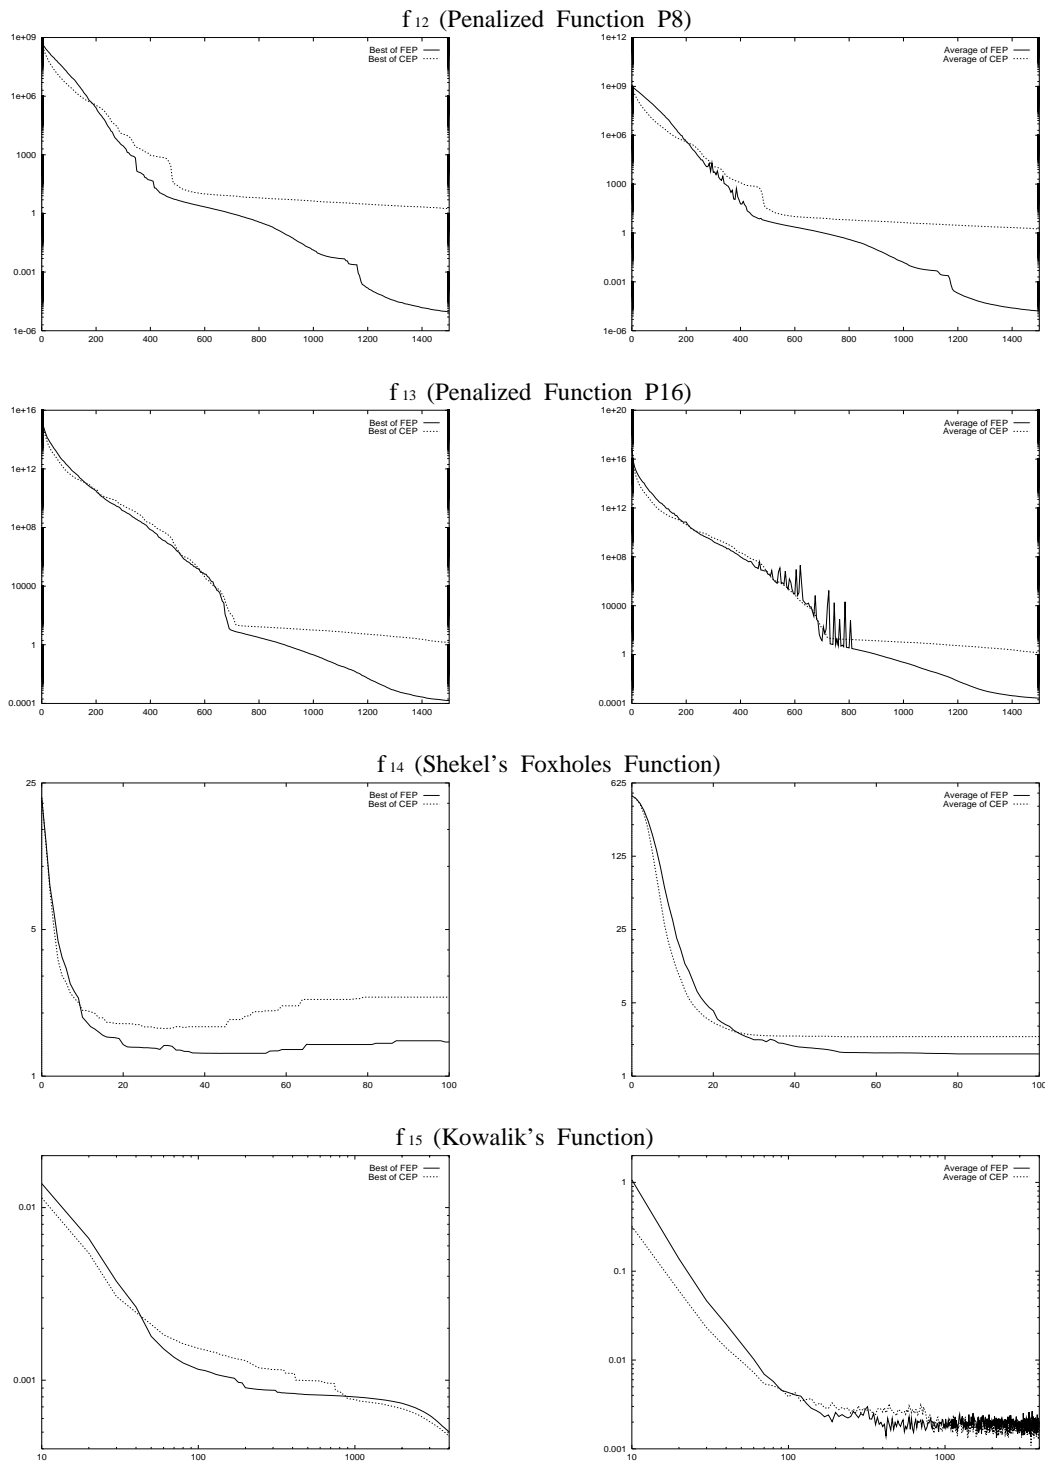 f 12 (Penalized Function P8)
1e+09
1e+06
1000
1
0.001
1e-06
0 200 400 600 800 1000 1200 1400
Best of FEP
Best of CEP
1e+12
1e+09
1e+06
1000
1
0.001
1e-06
0 200 400 600 800 1000 1200 1400
Average of FEP
Average of CEP
f 13 (Penalized Function P16)
1e+16
1e+12
1e+08
10000
1
0.0001
0 200 400 600 800 1000 1200 1400
Best of FEP
Best of CEP
1e+20
1e+16
1e+12
1e+08
10000
1
0.0001
0 200 400 600 800 1000 1200 1400
Average of FEP
Average of CEP
f 14 (Shekel's Foxholes Function)
25
5
1
0 20 40 60 80 100
Best of FEP
Best of CEP
625
125
25
5
1
0 20 40 60 80 100
Average of FEP
Average of CEP
f 15 (Kowalik's Function)
0.01
0.001
10 100 1000
Best of FEP
Best of CEP
1
0.1
0.01
0.001
10 100 1000
Average of FEP
Average of CEP